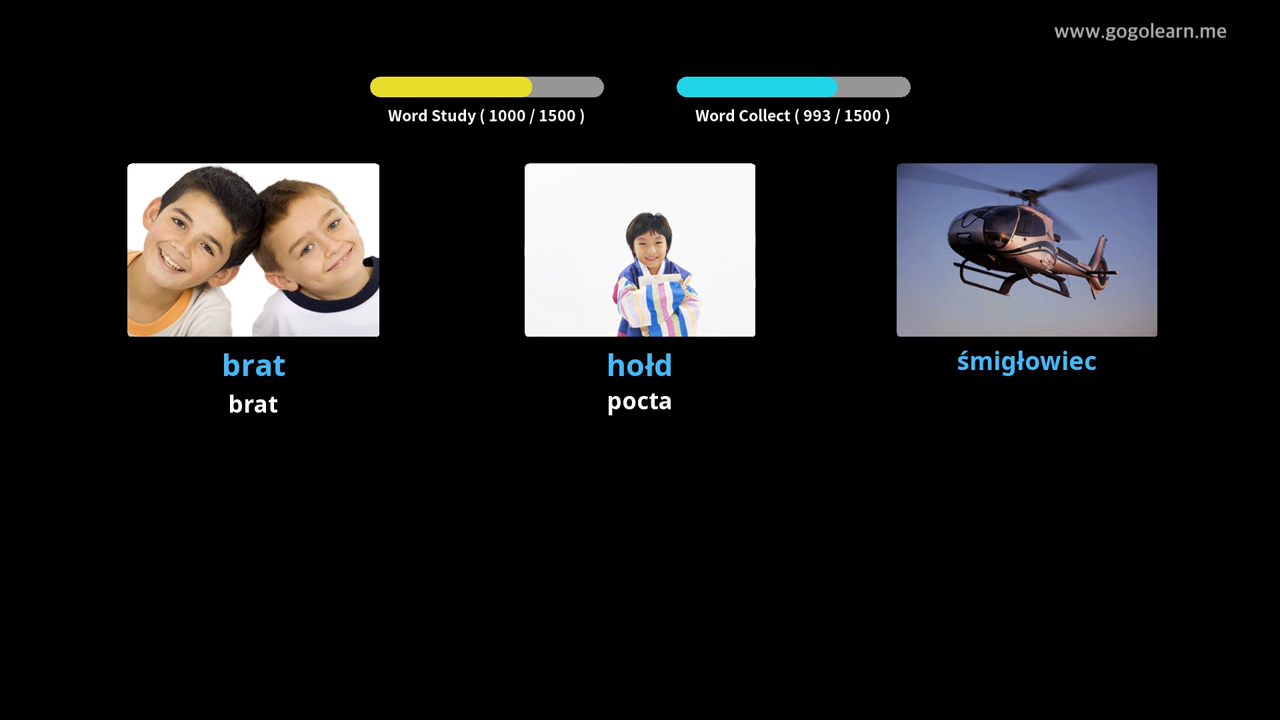 www.gogolearn.me
Word Study ( 1000 / 1500 )
Word Collect ( 993 / 1500 )
brat
brat
hołd
pocta
śmigłowiec